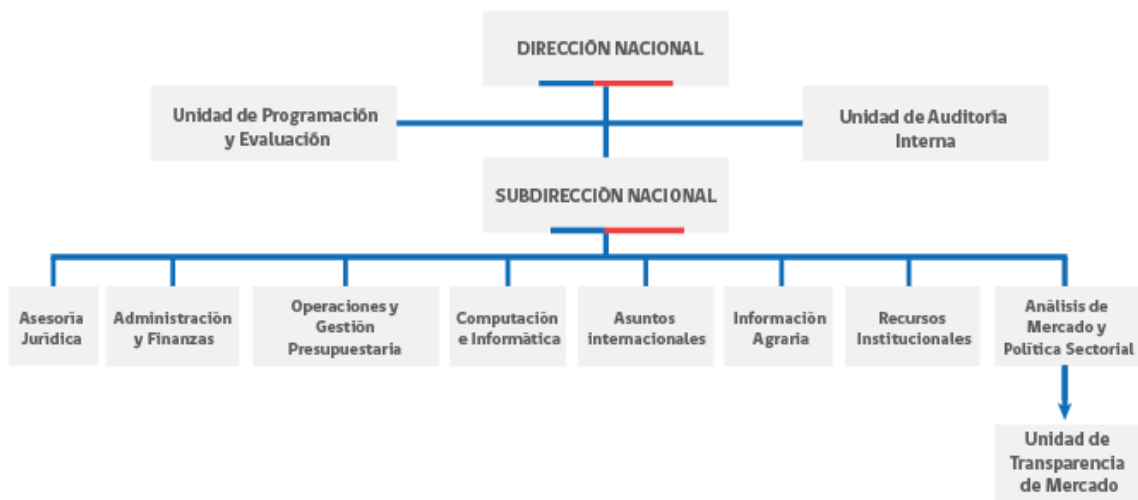 DIRECCIÓN NACIONAL
Unidad de Programación
y Evaluación
Unidad de Auditoría
Interna
SUBDIRECCIÓN NACIONAL
Asesoría
Jurídica
Administración
y Finanzas
Operaciones y
Gestión
Presupuestaria
Computación
e Informática
Asuntos
internacionales
Información
Agraria
Recursos
Institucionales
Análisis de
Mercado y
Política Sectorial
Unidad de
Transparencia
de Mercado